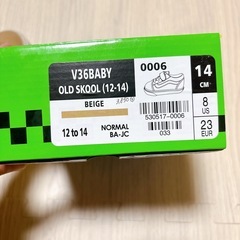 V36BABY
OLD SKOOL (12-14)
BEIGE
12 to 14
NORMAL
BA-JC
0006
530517-0006
033
14
CM
8
US
23
EUR